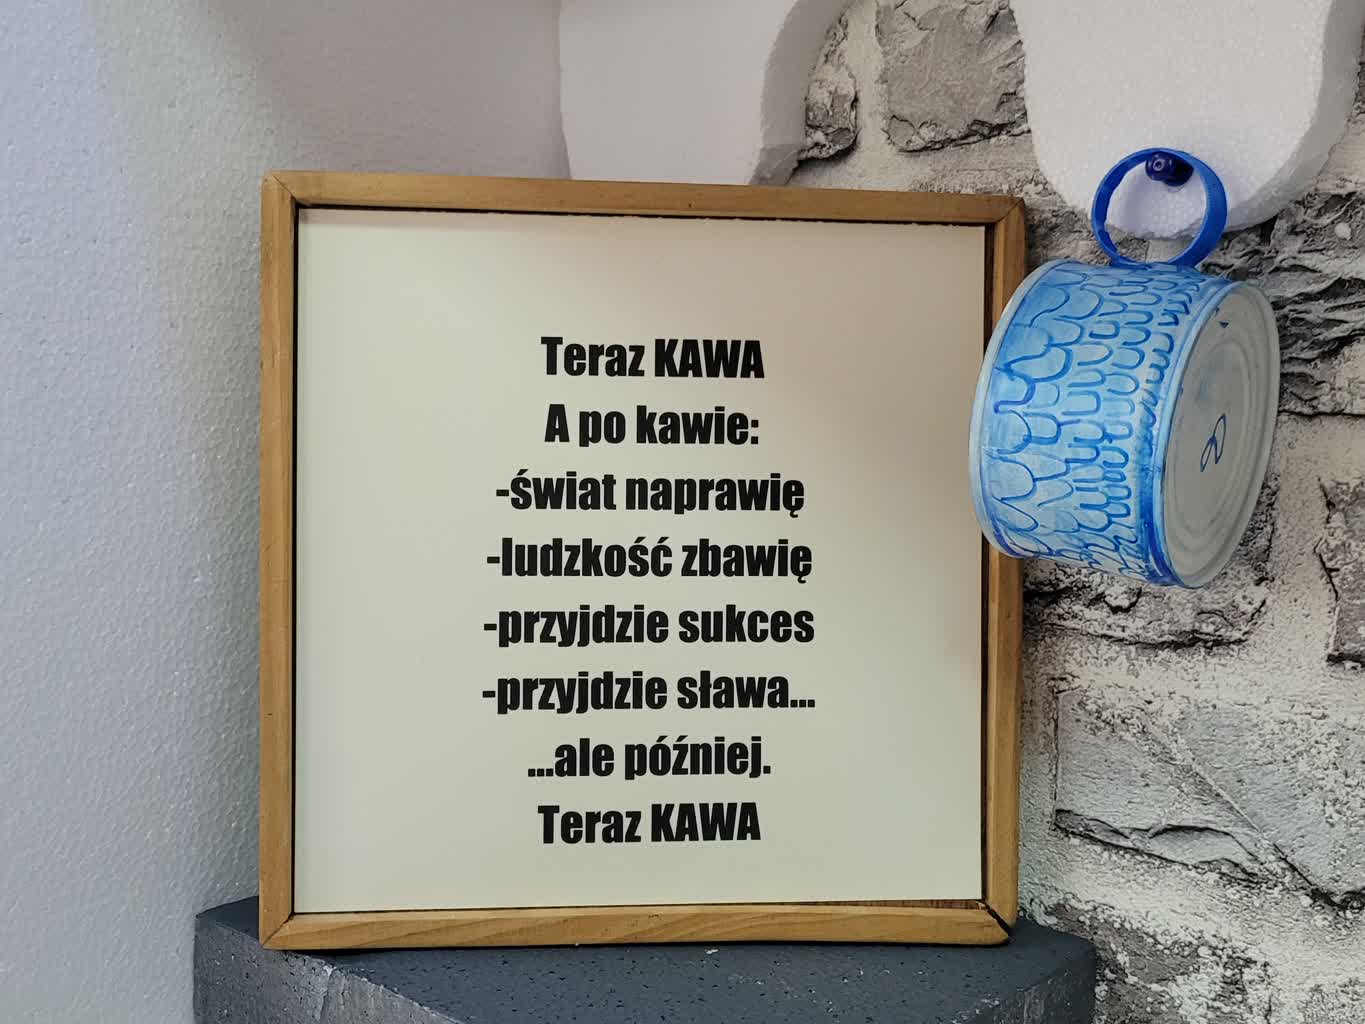 Teraz KAWA
A po kawie:
-świat naprawię
-ludzkość zbawię
-przyjdzie sukces
-przyjdzie sława...
...ale później.
Teraz KAWA